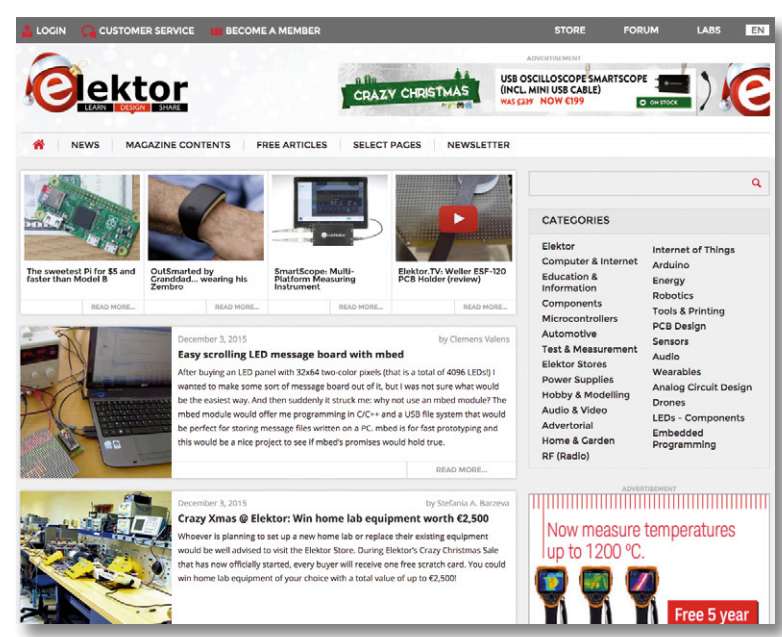 LOGIN CUSTOMER SERVICE BECOME A MEMBER STORE FORUM LABS EN
elektor
LEARN DESIGN SHARE
ADVERTISEMENT
CRAZY CHRISTMAS
USB OSCILLOSCOPE SMARTSCOPE
(INCL. MINI USB CABLE)
WAS £239 NOW €199
ON STOCK
NEWS MAGAZINE CONTENTS FREE ARTICLES SELECT PAGES NEWSLETTER
The sweetest Pi for $5 and
faster than Model B
READ MORE...
OutSmarted by
Granddad... wearing his
Zembro
READ MORE...
SmartScope: Multi-
Platform Measuring
Instrument
READ MORE...
Elektor.TV: Weller ESF-120
PCB Holder (review)
READ MORE...
December 3, 2015 by Clemens Valens
Easy scrolling LED message board with mbed
After buying an LED panel with 32x64 two-color pixels (that is a total of 4096 LEDs!) I
wanted to make some sort of message board out of it, but I was not sure what would
be the easiest way. And then suddenly it struck me: why not use an mbed module? The
mbed module would offer me programming in C/C++ and a USB file system that would
be perfect for storing message files written on a PC. mbed is for fast prototyping and
this would be a nice project to see if mbed's promises would hold true.
READ MORE...
December 3, 2015 by Stefania A. Barzeva
Crazy Xmas @ Elektor: Win home lab equipment worth €2,500
Whoever is planning to set up a new home lab or replace their existing equipment
would be well advised to visit the Elektor Store. During Elektor's Crazy Christmas Sale
that has now officially started, every buyer will receive one free scratch card. You could
win home lab equipment of your choice with a total value of up to €2,500!
CATEGORIES
Elektor
Computer & Internet
Education &
Information
Components
Microcontrollers
Automotive
Test & Measurement
Elektor Stores
Power Supplies
Hobby & Modelling
Audio & Video
Advertorial
Home & Garden
RF (Radio)
Internet of Things
Arduino
Energy
Robotics
Tools & Printing
PCB Design
Sensors
Audio
Wearables
Analog Circuit Design
Drones
LEDs - Components
Embedded
Programming
ADVERTISEMENT
Now measure temperatures
up to 1200 ºC.
Free 5 year